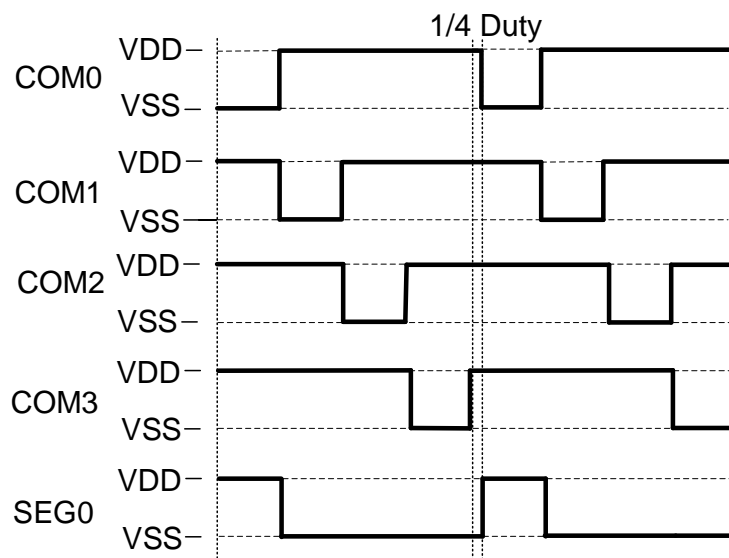 1/4 Duty
VDD
COM0
VSS
VDD
COM1
VSS
VDD
COM2
VSS
VDD
COM3
VSS
VDD
SEG0
VSS